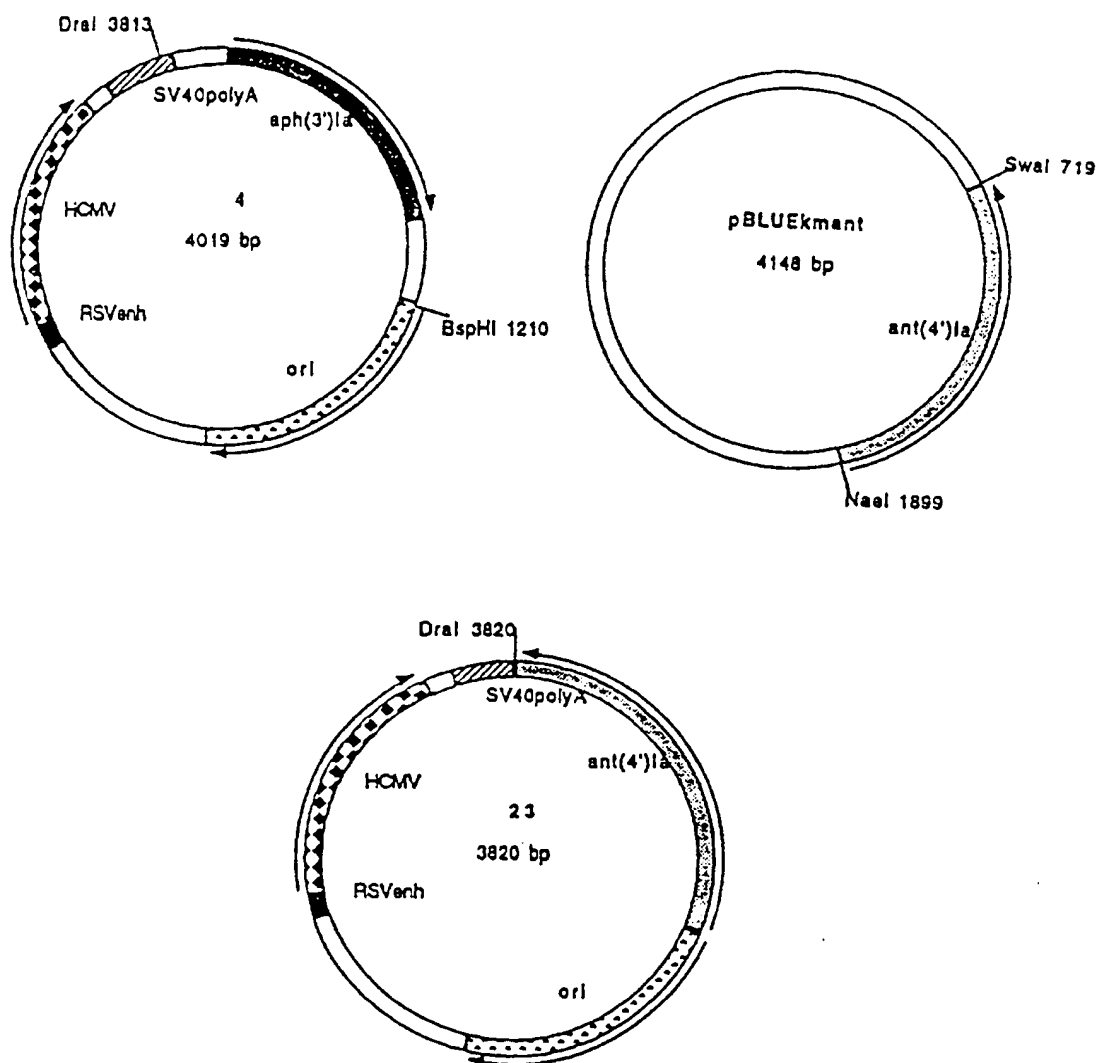 DraI 3813
SV40polyA
aph(3')Ia
HCMV
4
4019 bp
RSVenh
BspHI 1210
ori
SwaI 719
pBLUEkmant
4148 bp
ant(4')Ia
NaeI 1899
DraI 3820
SV40polyA
ant(4')Ia
HCMV
23
3820 bp
RSVenh
ori